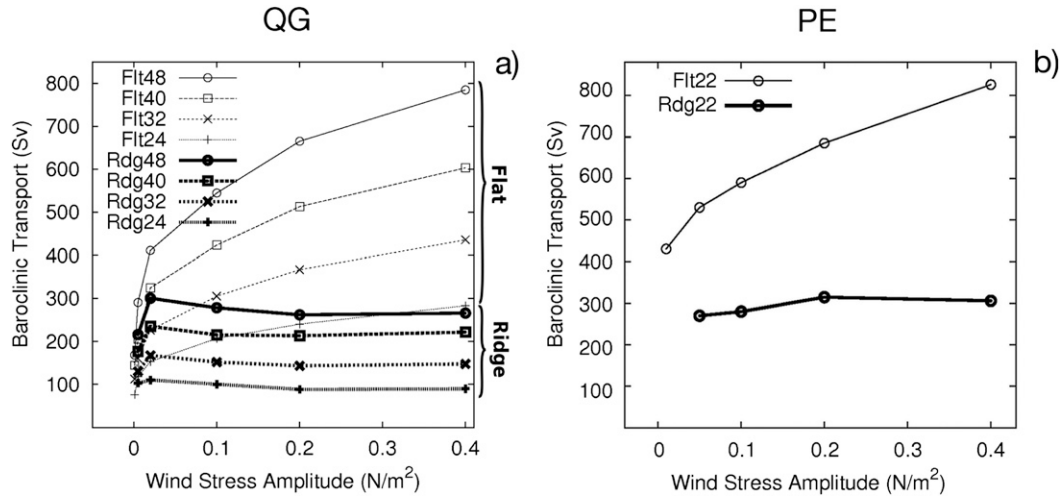 QG
a)
Flt48
Flt40
Flt32
Flt24
Rdg48
Rdg40
Rdg32
Rdg24
800
700
600
500
400
300
200
100
Baroclinic Transport (Sv)
0
0.1
0.2
0.3
0.4
Wind Stress Amplitude (N/m²)
Flat
Ridge
PE
b)
Flt22
Rdg22
800
700
600
500
400
300
200
100
Baroclinic Transport (Sv)
0
0.1
0.2
0.3
0.4
Wind Stress Amplitude (N/m²)